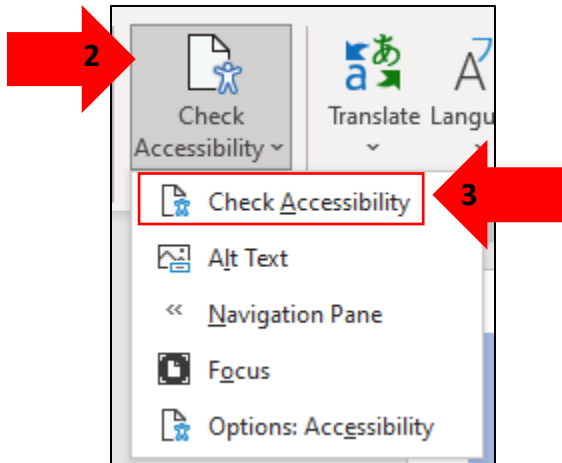 2
Check
Accessibility
Translate
Langu
3
Check Accessibility
Alt Text
Navigation Pane
Focus
Options: Accessibility